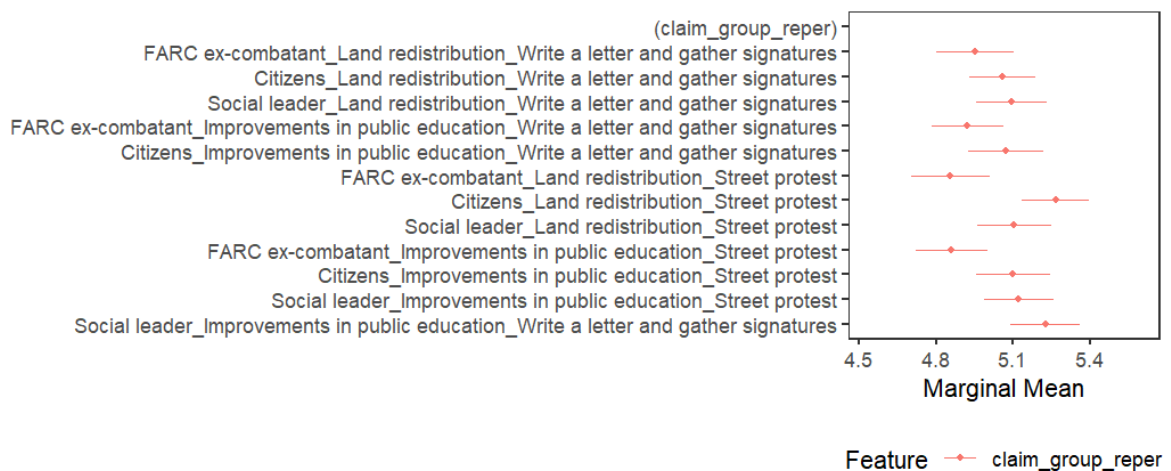 (claim_group_reper)
FARC ex-combatant_Land redistribution_Write a letter and gather signatures
Citizens_Land redistribution_Write a letter and gather signatures
Social leader_Land redistribution_Write a letter and gather signatures
FARC ex-combatant_Improvements in public education_Write a letter and gather signatures
Citizens_Improvements in public education_Write a letter and gather signatures
FARC ex-combatant_Land redistribution_Street protest
Citizens_Land redistribution_Street protest
Social leader_Land redistribution_Street protest
FARC ex-combatant_Improvements in public education_Street protest
Citizens_Improvements in public education_Street protest
Social leader_Improvements in public education_Street protest
Social leader_Improvements in public education_Write a letter and gather signatures
4.5 4.8 5.1 5.4
Marginal Mean
Feature claim_group_reper